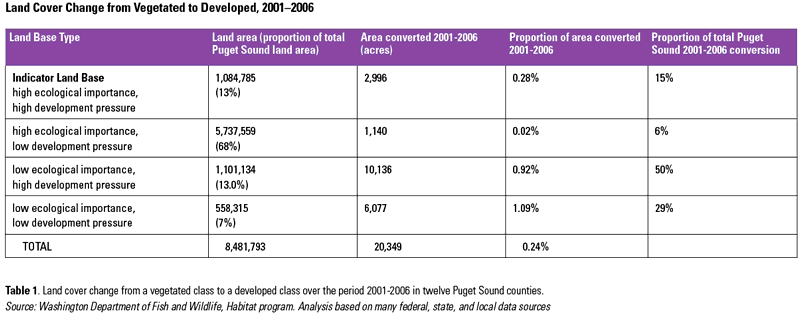 Land Cover Change from Vegetated to Developed, 2001–2006
Land Base Type
Land area (proportion of total
Puget Sound land area)
Area converted 2001-2006
(acres)
Proportion of area converted
2001-2006
Proportion of total Puget
Sound 2001-2006 conversion
Indicator Land Base
high ecological importance,
high development pressure
1,084,785
(13%)
2,996
0.28%
15%
high ecological importance,
low development pressure
5,737,559
(68%)
1,140
0.02%
6%
low ecological importance,
high development pressure
1,101,134
(13.0%)
10,136
0.92%
50%
low ecological importance,
low development pressure
558,315
(7%)
6,077
1.09%
29%
TOTAL
8,481,793
20,349
0.24%
Table 1. Land cover change from a vegetated class to a developed class over the period 2001-2006 in twelve Puget Sound counties.
Source: Washington Department of Fish and Wildlife, Habitat program. Analysis based on many federal, state, and local data sources